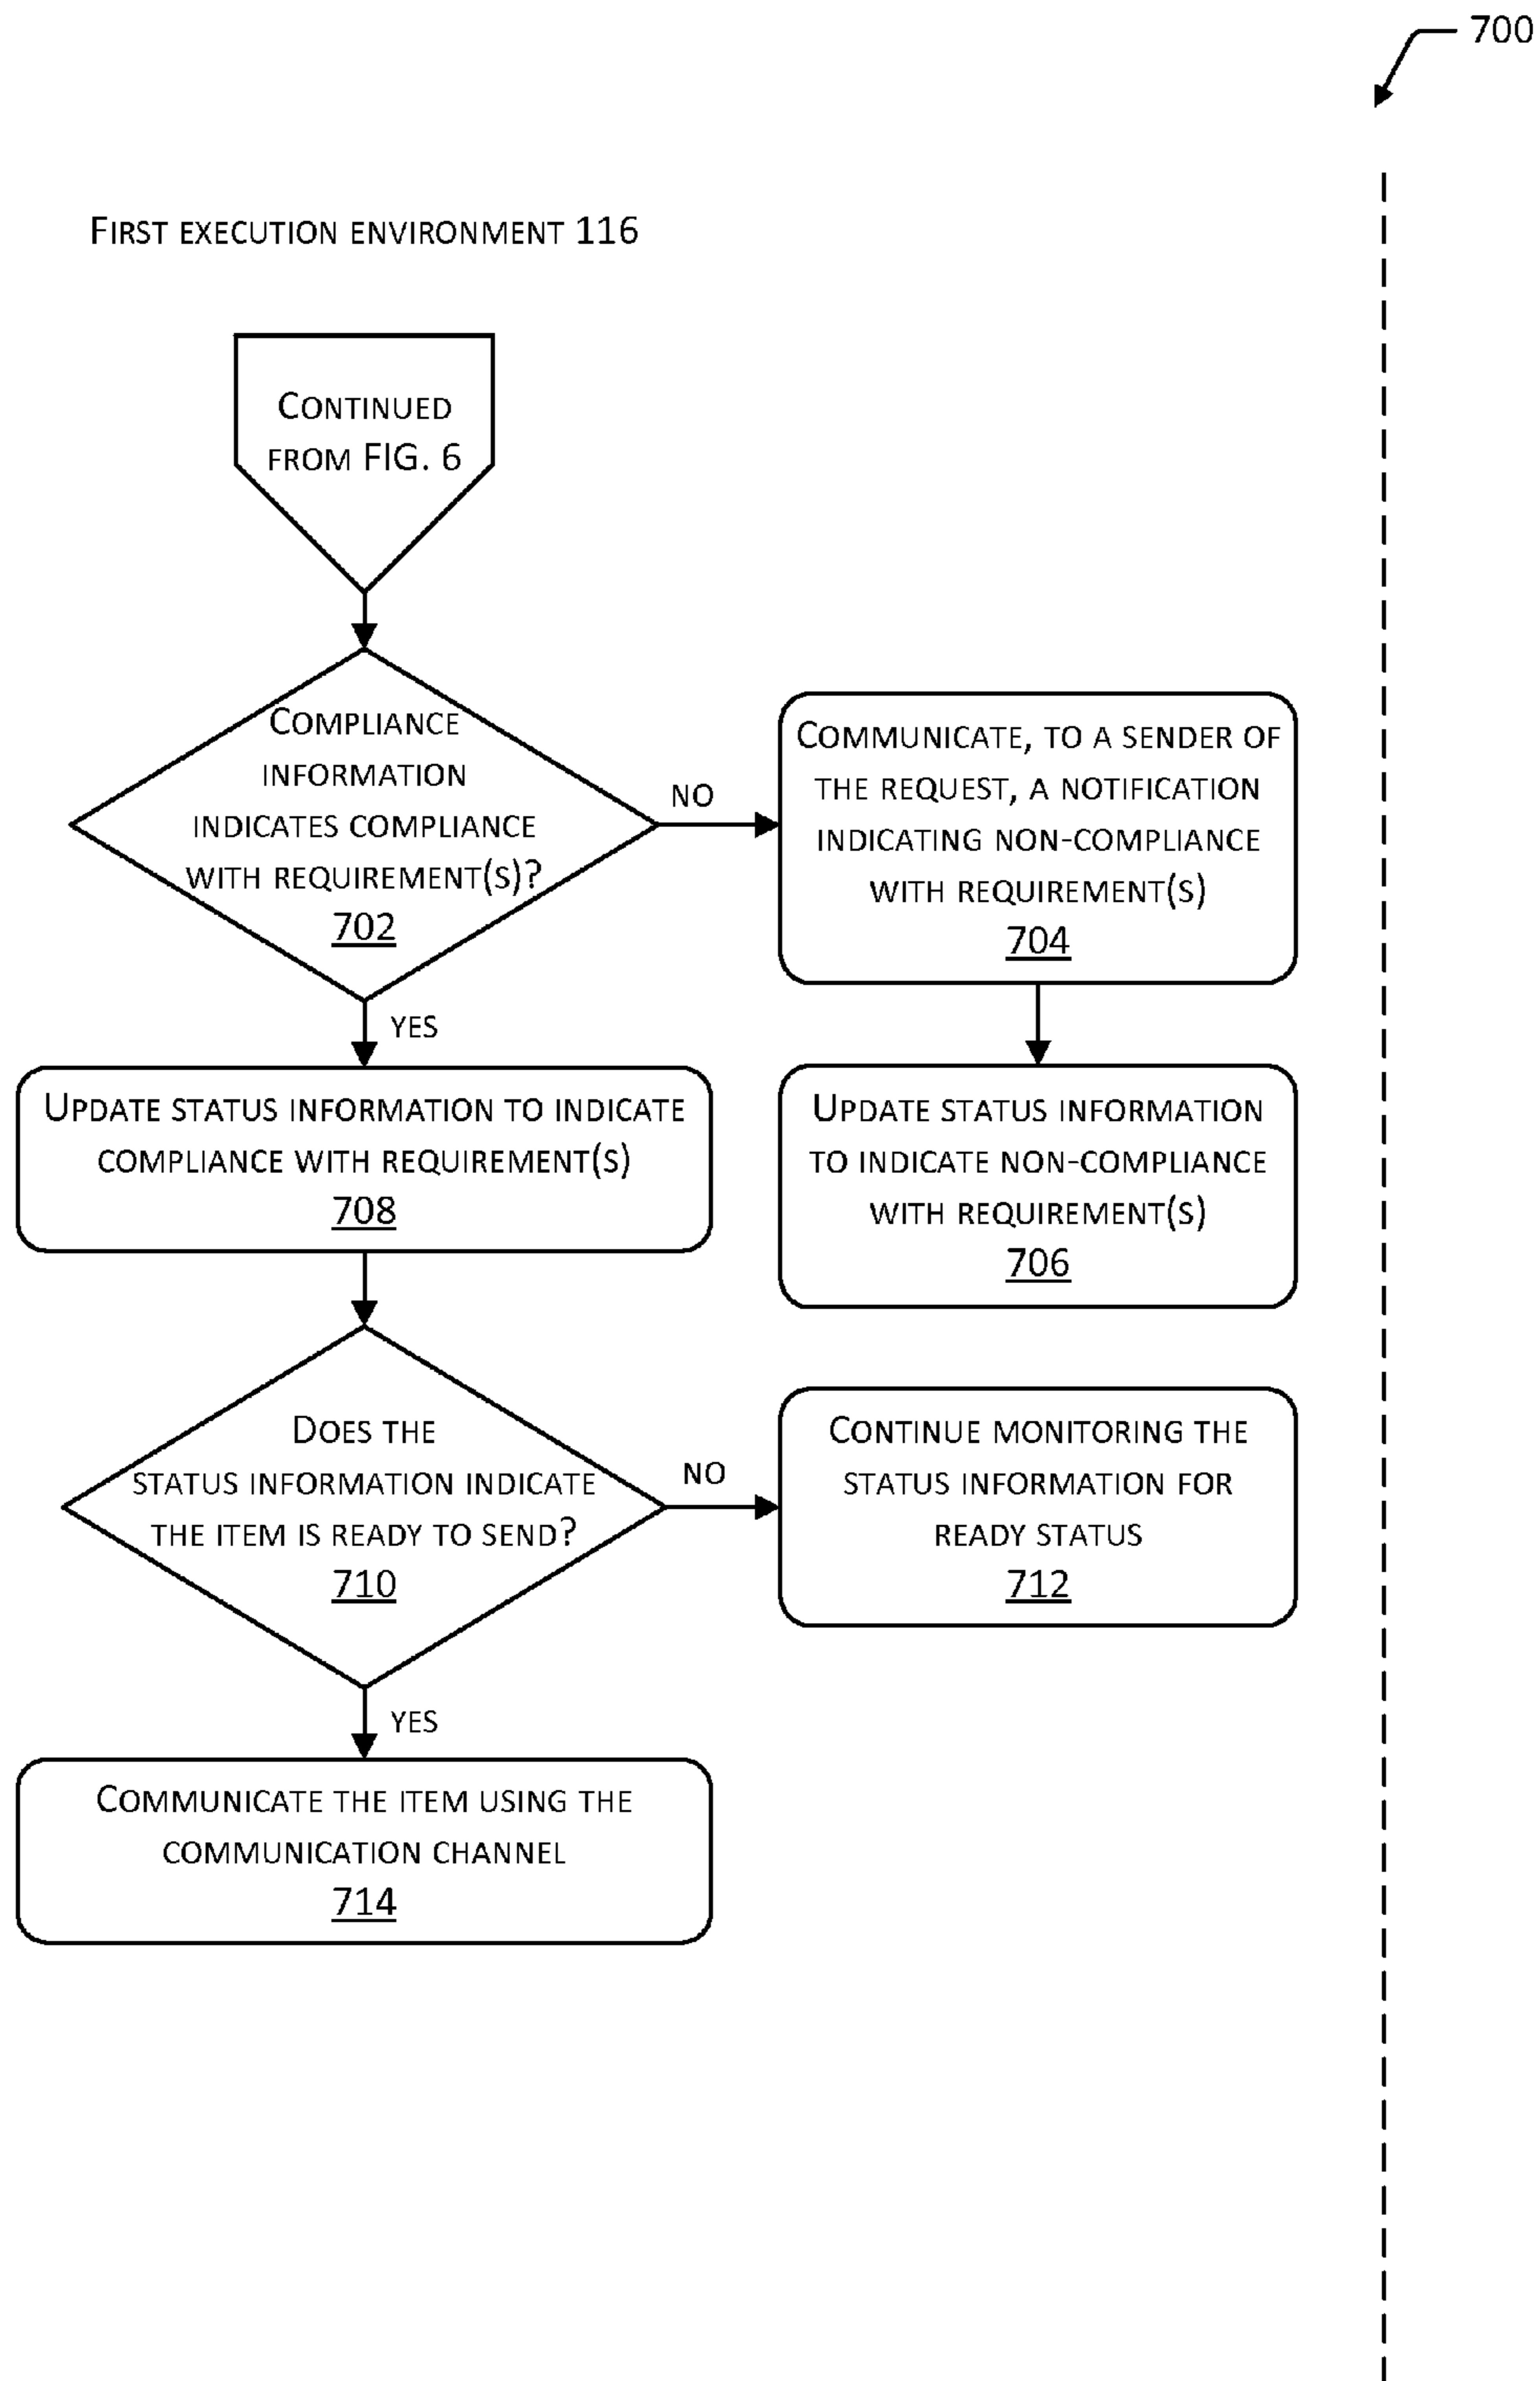 700
First execution environment 116
Continued
from FIG. 6
Compliance
information
indicates compliance
with requirement(s)?
702
no
Communicate, to a sender of
the request, a notification
indicating non-compliance
with requirement(s)
704
yes
Update status information to indicate
compliance with requirement(s)
708
Update status information
to indicate non-compliance
with requirement(s)
706
Does the
status information indicate
the item is ready to send?
710
no
Continue monitoring the
status information for
ready status
712
yes
Communicate the item using the
communication channel
714